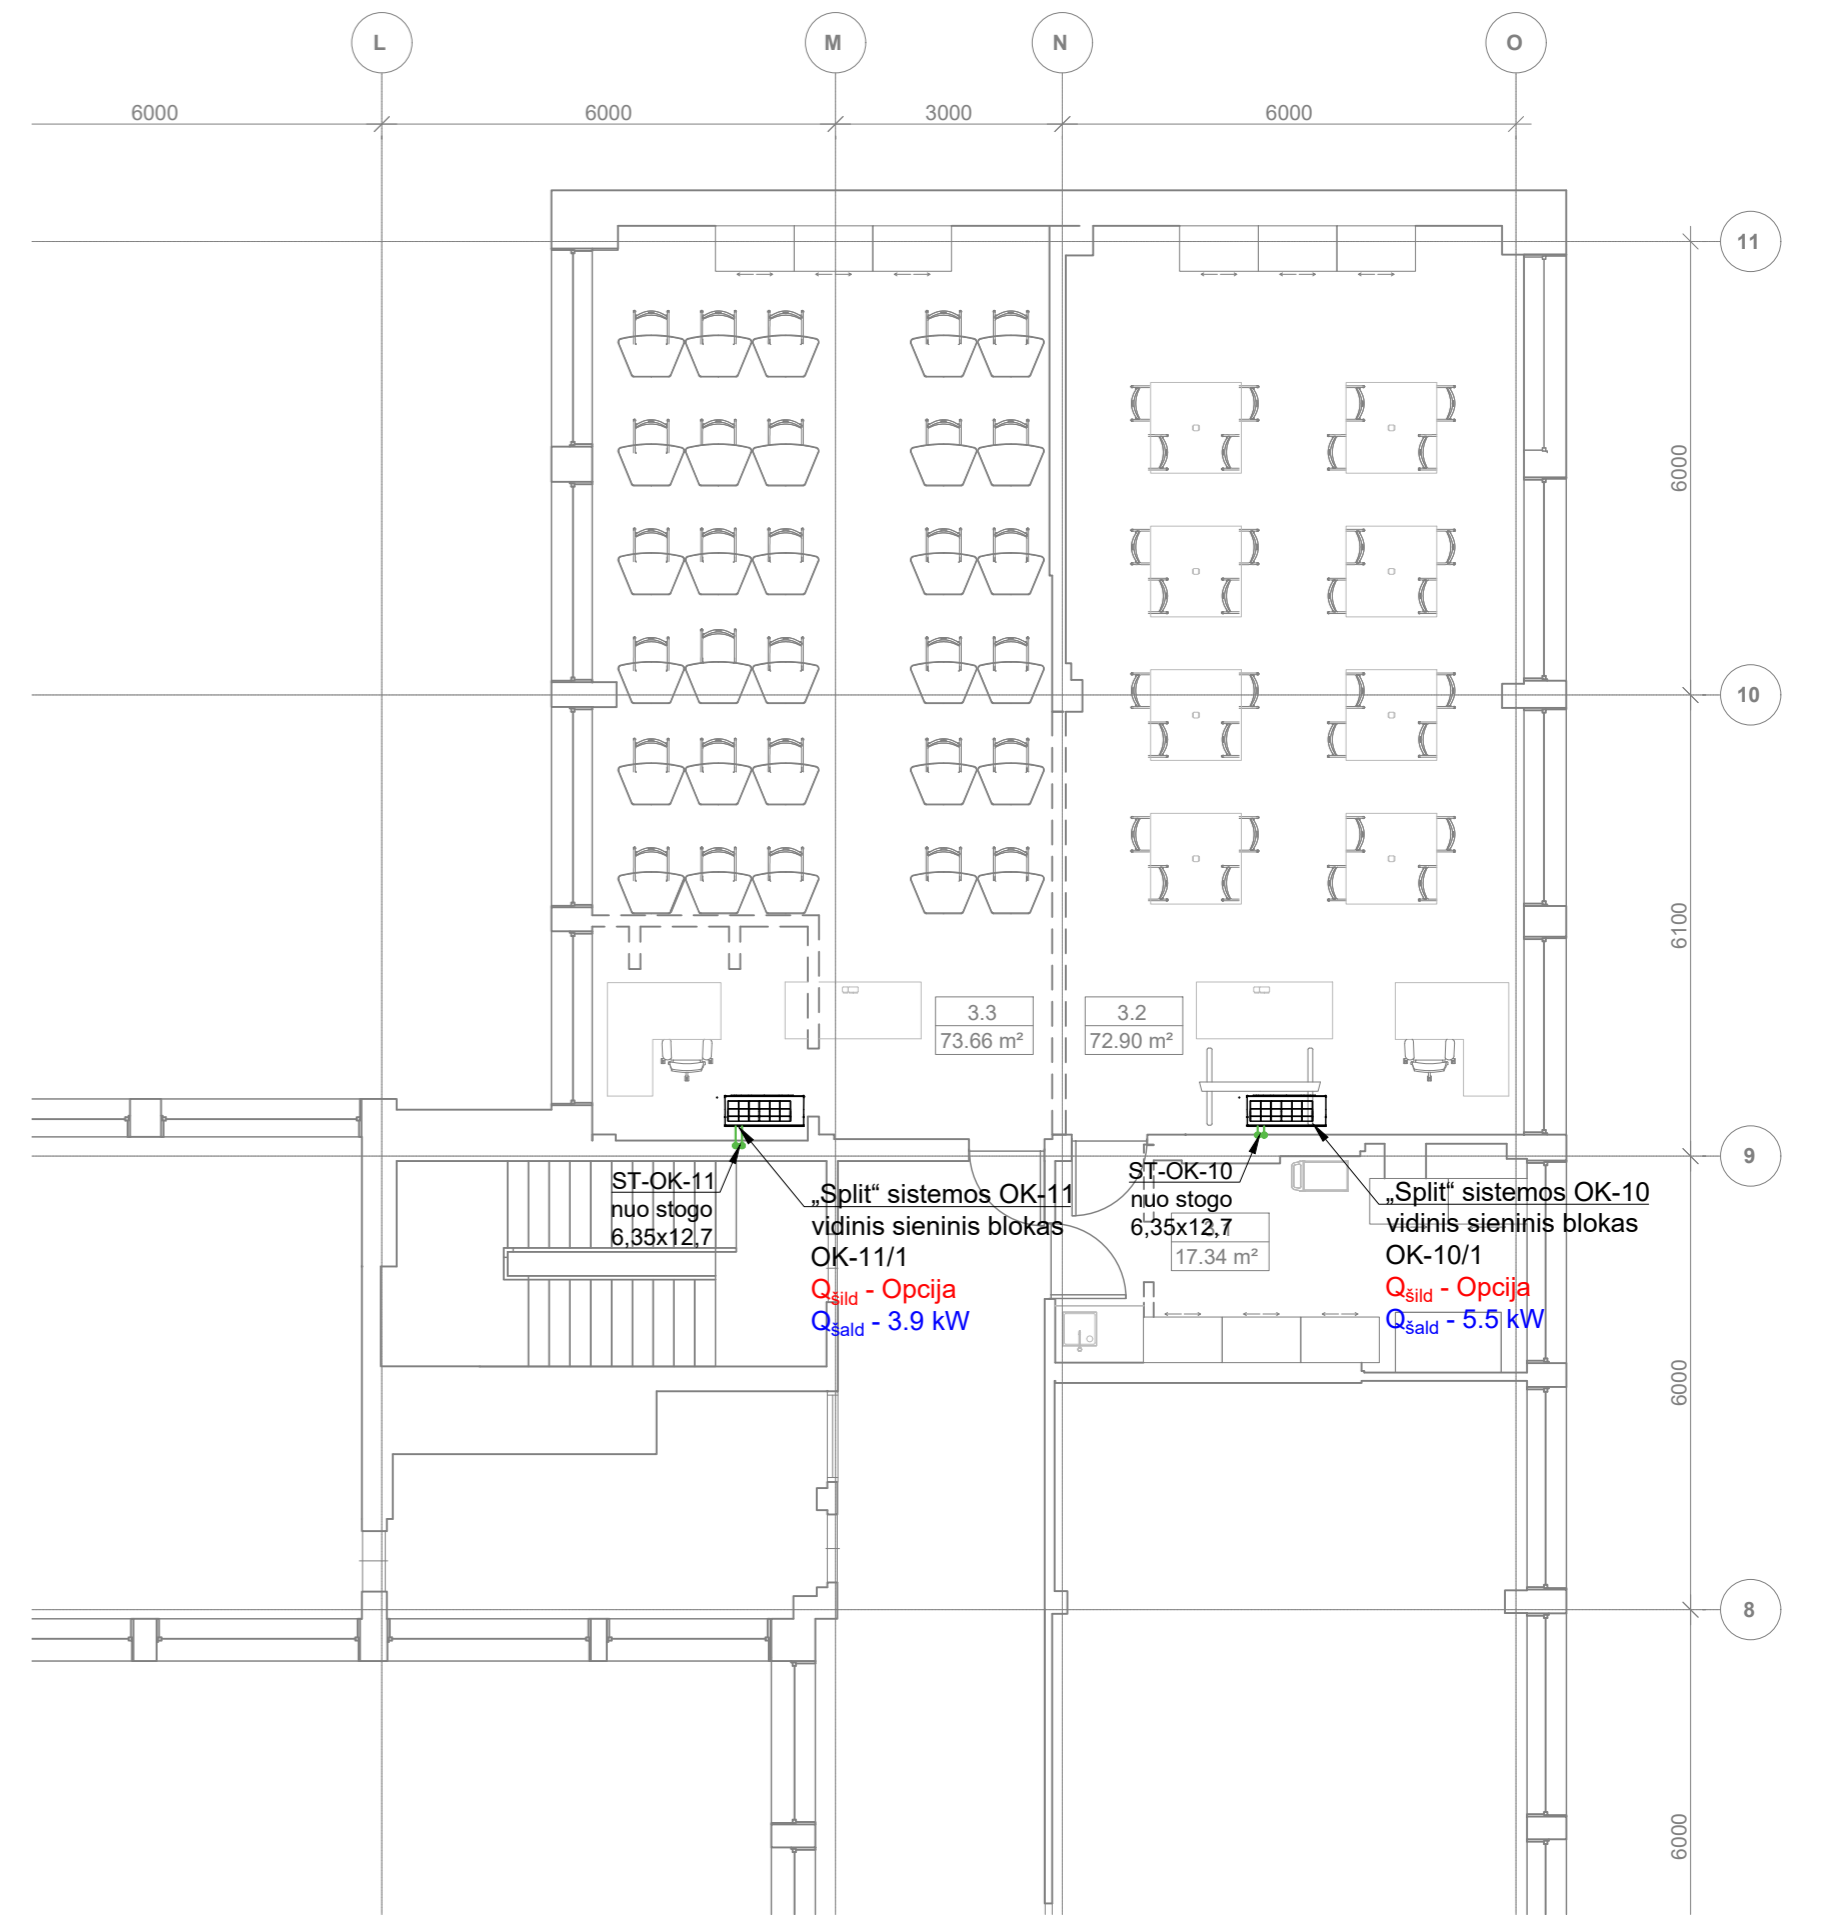 L
M
N
O
6000
6000
3000
6000
11
6000
10
6100
3.3
73.66 m²
3.2
72.90 m²
9
ST-OK-11
nuo stogo
6,35x12,7
„Split“ sistemos OK-11
vidinis sieninis blokas
OK-11/1
Qšild - Opcija
Qšald - 3.9 kW
ST-OK-10
nuo stogo
6,35x12,7
17.34 m²
„Split“ sistemos OK-10
vidinis sieninis blokas
OK-10/1
Qšild - Opcija
Qšald - 5.5 kW
6000
8
6000